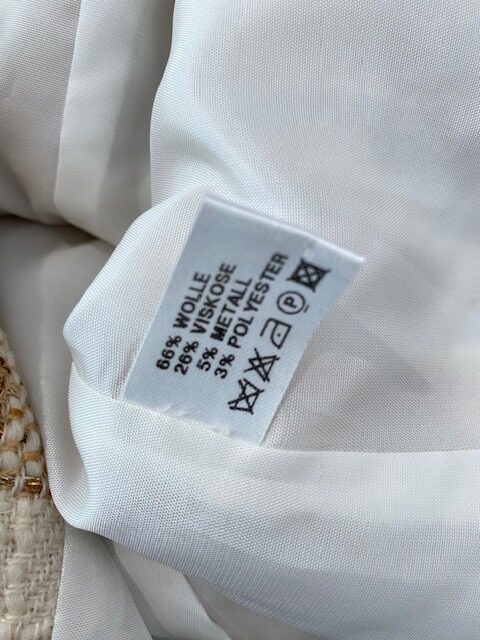 66% WOLLE
26% VISKOSE
5% METALL
3% POLYESTER
P